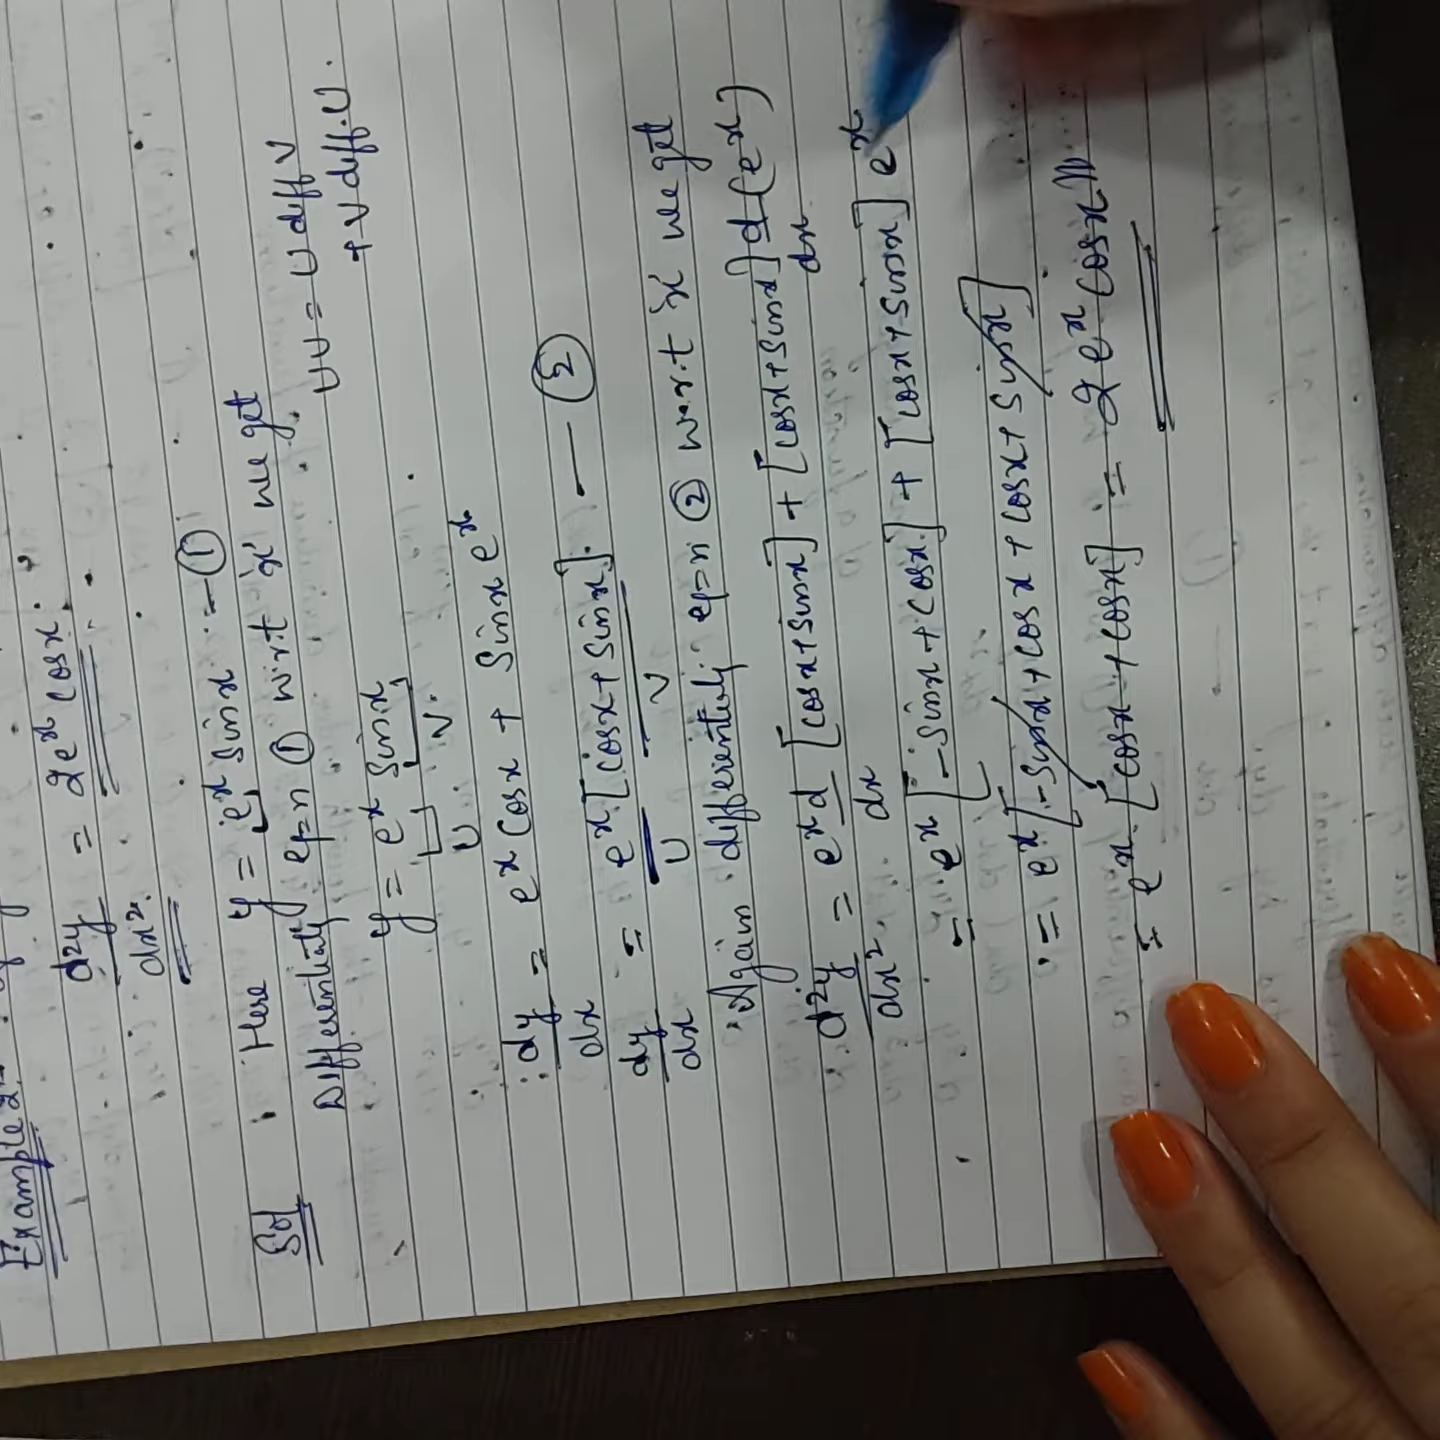 Example 2:
d²y/dx² = 2eˣ cosx.
Sol Here y = eˣ Sinx — ①
Differentiatly eq=n ① w.r.t 'x' we get
y = eˣ Sinx
U V
UV = U diff V
+ V diff. U.
dy/dx = eˣ Cosx + Sinx eˣ
dy/dx = eˣ. [cosx + Sinx]. — ②
U V
Again differentiatly eq=n ② w.r.t 'x' we get
d²y/dx² = eˣ d/dx [cosx + Sinx] + [cosx + Sinx] d/dx (eˣ)
= eˣ [-Sinx + Cosx] + [cosx + Sinx] eˣ
= eˣ [-Sinx + cosx + cosx + Sinx]
= eˣ. [cosx + cosx] = 2eˣ cosx //